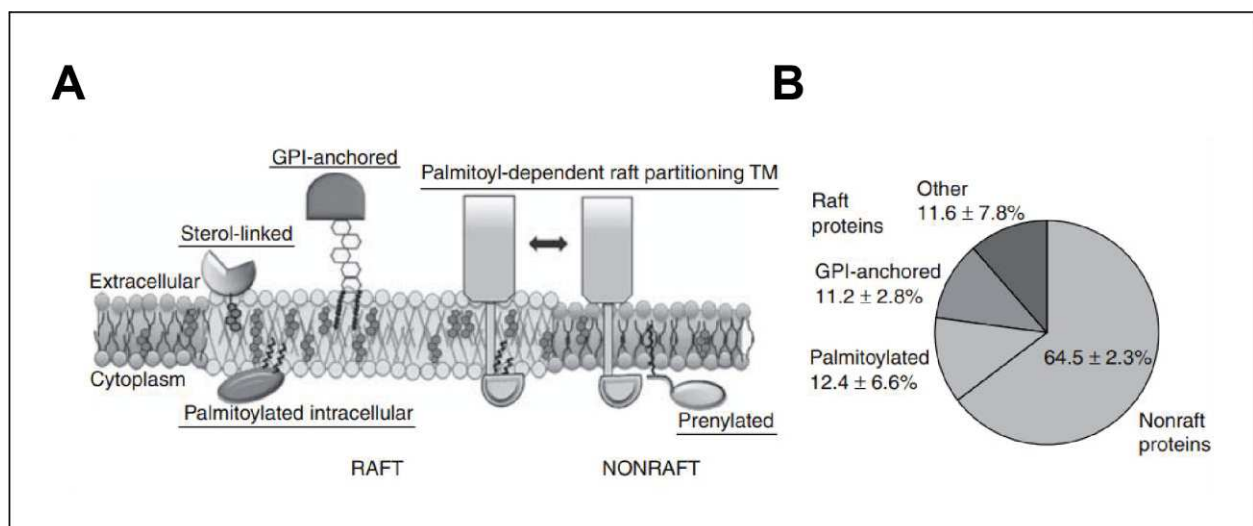 A
GPI-anchored
Palmitoyl-dependent raft partitioning TM
Sterol-linked
Extracellular
Cytoplasm
Palmitoylated intracellular
Prenylated
RAFT
NONRAFT
B
Other
11.6 ± 7.8%
Raft
proteins
GPI-anchored
11.2 ± 2.8%
Palmitoylated
12.4 ± 6.6%
64.5 ± 2.3%
Nonraft
proteins